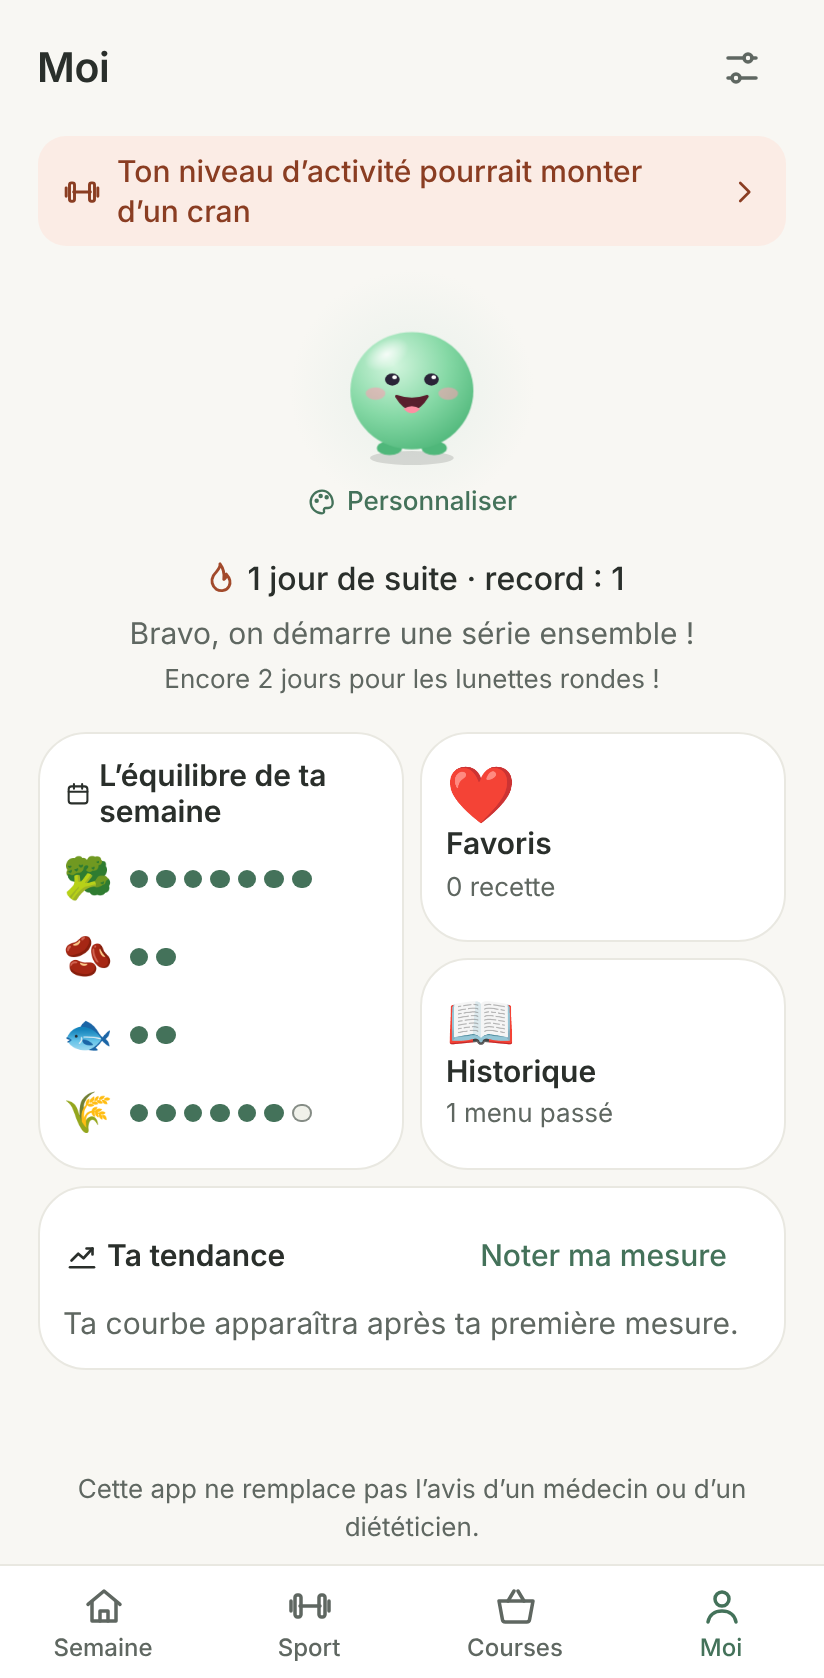 Moi
Ton niveau d’activité pourrait monter
d’un cran
Personnaliser
1 jour de suite · record : 1
Bravo, on démarre une série ensemble !
Encore 2 jours pour les lunettes rondes !
L’équilibre de ta
semaine
Favoris
0 recette
Historique
1 menu passé
Ta tendance
Noter ma mesure
Ta courbe apparaîtra après ta première mesure.
Cette app ne remplace pas l’avis d’un médecin ou d’un
diététicien.
Semaine
Sport
Courses
Moi